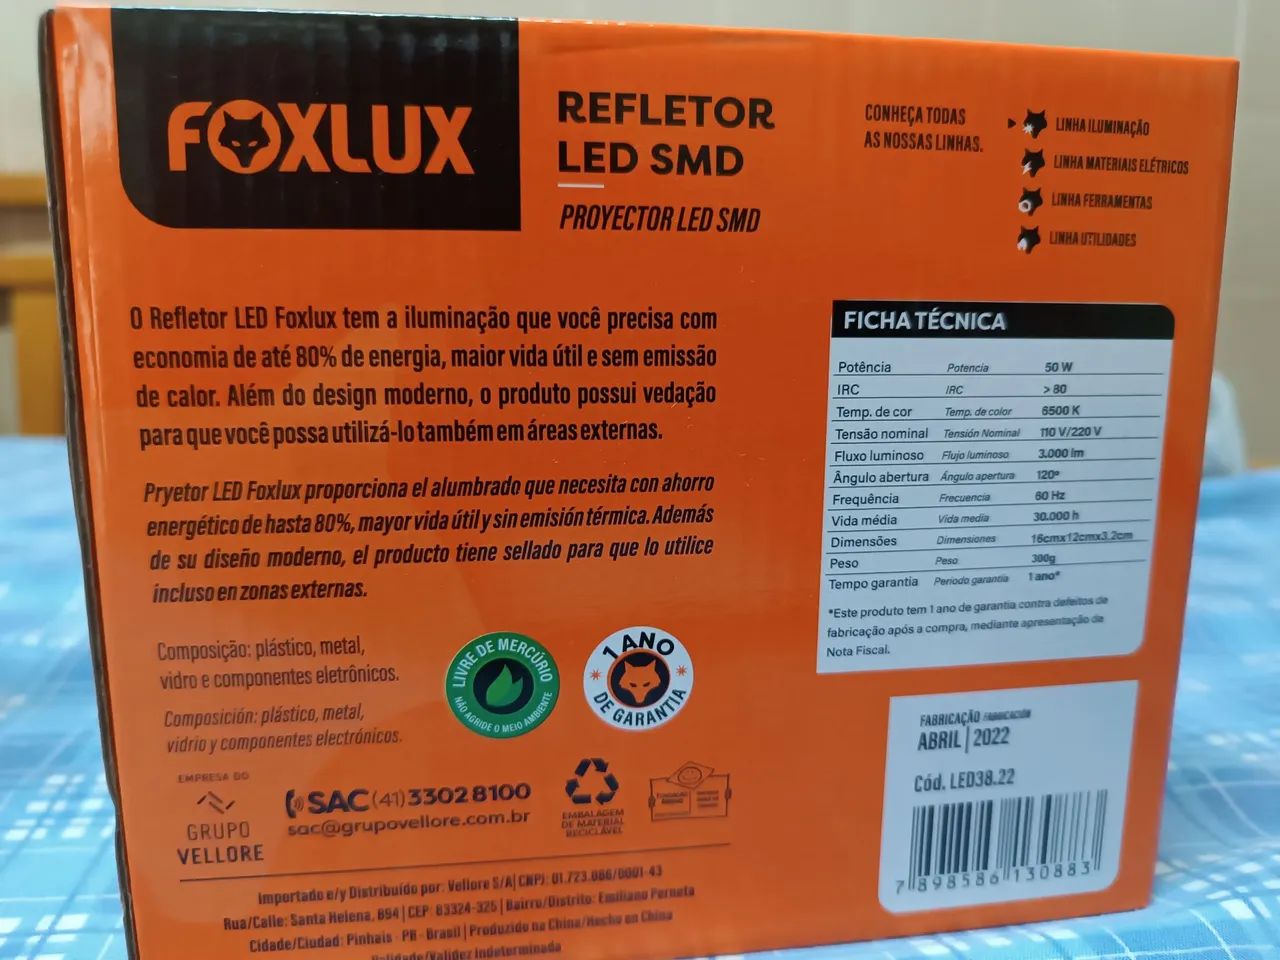 FOXLUX
REFLETOR
LED SMD
PROYECTOR LED SMD
CONHEÇA TODAS
AS NOSSAS LINHAS.
LINHA ILUMINAÇÃO
LINHA MATERIAIS ELÉTRICOS
LINHA FERRAMENTAS
LINHA UTILIDADES
O Refletor LED Foxlux tem a iluminação que você precisa com
economia de até 80% de energia, maior vida útil e sem emissão
de calor. Além do design moderno, o produto possui vedação
para que você possa utilizá-lo também em áreas externas.
Pryetor LED Foxlux proporciona el alumbrado que necesita con ahorro
energético de hasta 80%, mayor vida útil y sin emisión térmica. Además
de su diseño moderno, el producto tiene sellado para que lo utilice
incluso en zonas externas.
Composição: plástico, metal,
vidro e componentes eletrônicos.
Composición: plástico, metal,
vidrio y componentes electrónicos.
LIVRE DE MERCÚRIO
NÃO AGRIDE O MEIO AMBIENTE
1 ANO
DE GARANTIA
EMPRESA DO
GRUPO
VELLORE
SAC (41) 3302 8100
sac@grupovellore.com.br
EMBALAGEM
DE MATERIAL
RECICLÁVEL
Importado e/y Distribuído por: Vellore S/A | CNPJ: 01.723.086/0001-43
Rua/Calle: Santa Helena, 894 | CEP: 83324-325 | Bairro/Distrito: Emiliano Perneta
Cidade/Ciudad: Pinhais - PR - Brasil | Produzido na China/Hecho en China
Validade/Validez Indeterminada
FICHA TÉCNICA
Potência Potencia 50 W
IRC IRC > 80
Temp. de cor Temp. de color 6500 K
Tensão nominal Tensión Nominal 110 V/220 V
Fluxo luminoso Flujo luminoso 3.000 lm
Ângulo abertura Ángulo apertura 120°
Frequência Frecuencia 60 Hz
Vida média Vida media 30.000 h
Dimensões Dimensiones 16cmx12cmx3,2cm
Peso Peso 300g
Tempo garantia Período garantía 1 ano*
*Este produto tem 1 ano de garantia contra defeitos de
fabricação após a compra, mediante apresentação da
Nota Fiscal.
FABRICAÇÃO FABRICACIÓN
ABRIL | 2022
Cód. LED38.22
7 898586 130883